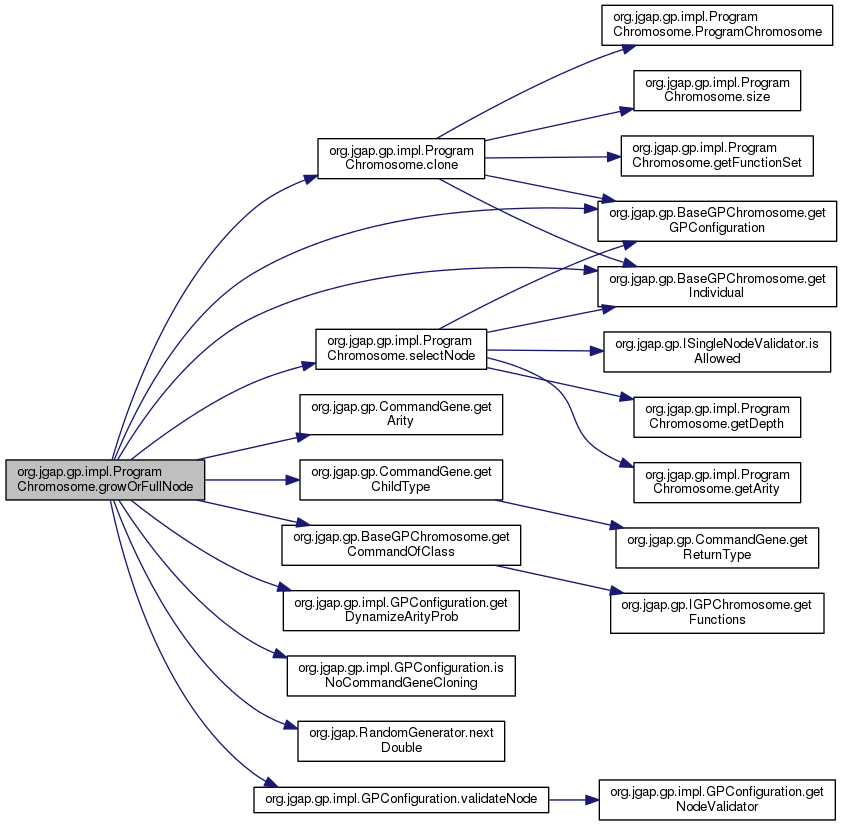 org.jgap.gp.impl.Program
Chromosome.ProgramChromosome
org.jgap.gp.impl.Program
Chromosome.size
org.jgap.gp.impl.Program
Chromosome.clone
org.jgap.gp.impl.Program
Chromosome.getFunctionSet
org.jgap.gp.BaseGPChromosome.get
GPConfiguration
org.jgap.gp.BaseGPChromosome.get
Individual
org.jgap.gp.impl.Program
Chromosome.selectNode
org.jgap.gp.ISingleNodeValidator.is
Allowed
org.jgap.gp.CommandGene.get
Arity
org.jgap.gp.impl.Program
Chromosome.getDepth
org.jgap.gp.impl.Program
Chromosome.growOrFullNode
org.jgap.gp.CommandGene.get
ChildType
org.jgap.gp.impl.Program
Chromosome.getArity
org.jgap.gp.BaseGPChromosome.get
CommandOfClass
org.jgap.gp.CommandGene.get
ReturnType
org.jgap.gp.impl.GPConfiguration.get
DynamizeArityProb
org.jgap.gp.IGPChromosome.get
Functions
org.jgap.gp.impl.GPConfiguration.is
NoCommandGeneCloning
org.jgap.RandomGenerator.next
Double
org.jgap.gp.impl.GPConfiguration.validateNode
org.jgap.gp.impl.GPConfiguration.get
NodeValidator